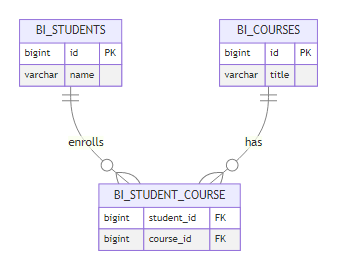 BI_STUDENTS
bigint id PK
varchar name
BI_COURSES
bigint id PK
varchar title
enrolls
has
BI_STUDENT_COURSE
bigint student_id FK
bigint course_id FK